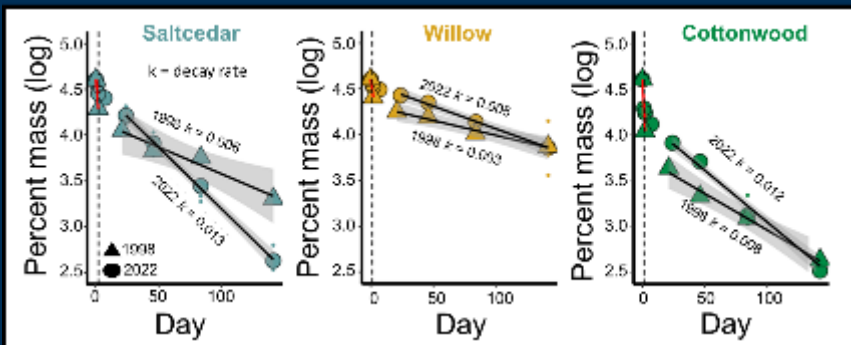 Saltcedar
Percent mass (log)
5.0
4.5
4.0
3.5
3.0
2.5
k = decay rate
1998 k = 0.006
2022 k = 0.013
1998
2022
0
50
100
Day
Willow
Percent mass (log)
5.0
4.5
4.0
3.5
3.0
2.5
2022 k = 0.005
1998 k = 0.003
0
50
100
Day
Cottonwood
Percent mass (log)
5.0
4.5
4.0
3.5
3.0
2.5
2022 k = 0.012
1998 k = 0.008
0
50
100
Day